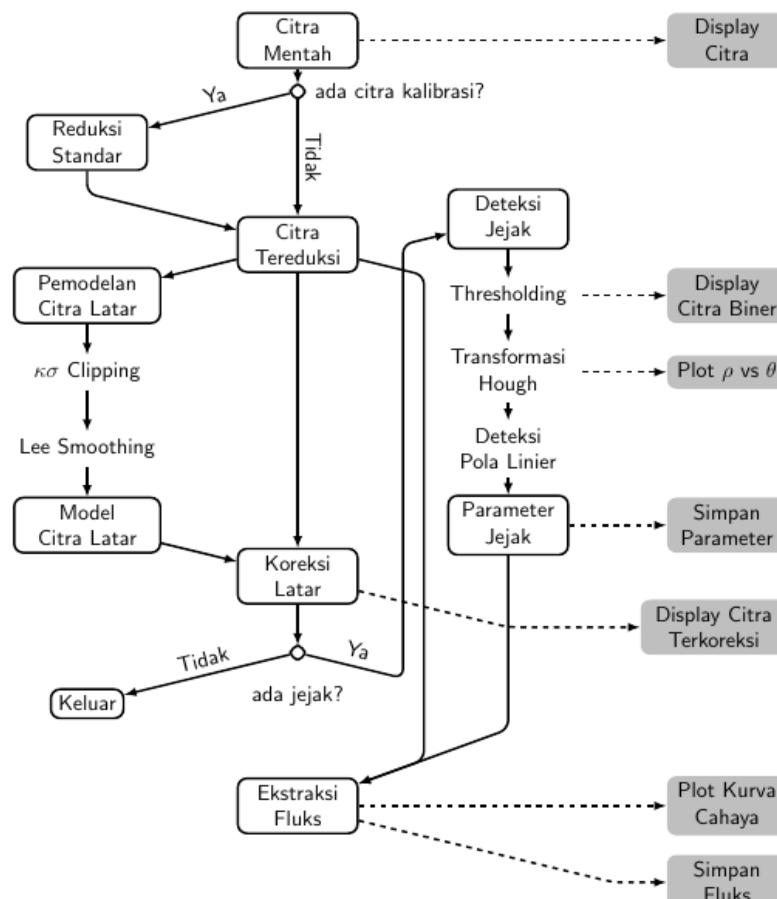 Citra
Mentah
Display
Citra
ada citra kalibrasi?
Ya
Reduksi
Standar
Tidak
Citra
Tereduksi
Deteksi
Jejak
Pemodelan
Citra Latar
Thresholding
Display
Citra Biner
κσ Clipping
Transformasi
Hough
Plot ρ vs θ
Lee Smoothing
Deteksi
Pola Linier
Model
Citra Latar
Parameter
Jejak
Simpan
Parameter
Koreksi
Latar
Display Citra
Terkoreksi
Tidak
Ya
ada jejak?
Keluar
Ekstraksi
Fluks
Plot Kurva
Cahaya
Simpan
Fluks